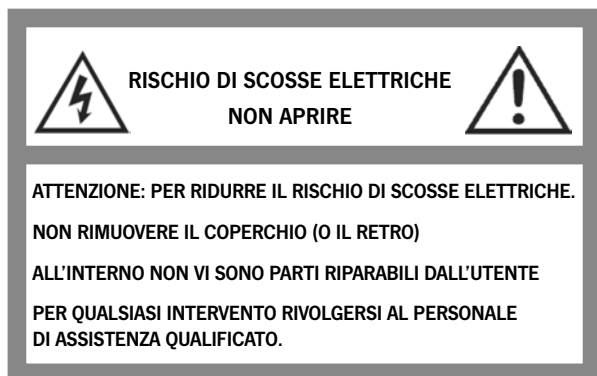 RISCHIO DI SCOSSE ELETTRICHE
NON APRIRE
ATTENZIONE: PER RIDURRE IL RISCHIO DI SCOSSE ELETTRICHE.
NON RIMUOVERE IL COPERCHIO (O IL RETRO)
ALL’INTERNO NON VI SONO PARTI RIPARABILI DALL’UTENTE
PER QUALSIASI INTERVENTO RIVOLGERSI AL PERSONALE
DI ASSISTENZA QUALIFICATO.